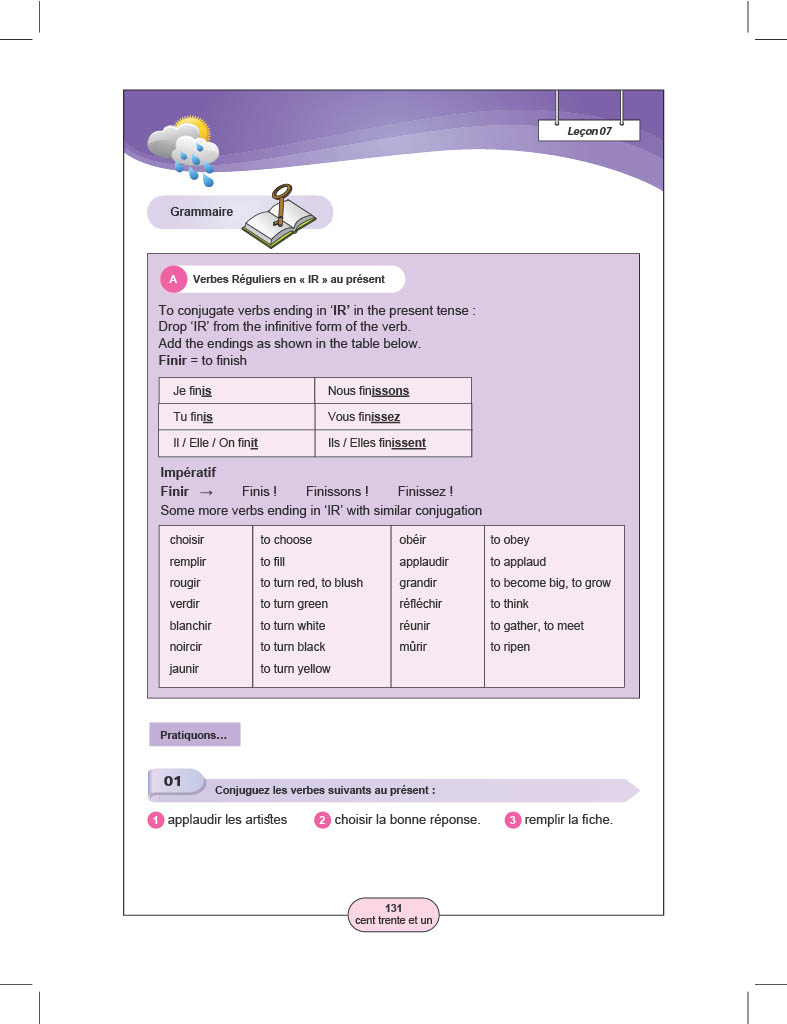 Leçon 07
Grammaire
A Verbes Réguliers en « IR » au présent
To conjugate verbs ending in ‘IR’ in the present tense :
Drop ‘IR’ from the infinitive form of the verb.
Add the endings as shown in the table below.
Finir = to finish
Je finis Nous finissons
Tu finis Vous finissez
Il / Elle / On finit Ils / Elles finissent
Impératif
Finir → Finis ! Finissons ! Finissez !
Some more verbs ending in ‘IR’ with similar conjugation
choisir to choose obéir to obey
remplir to fill applaudir to applaud
rougir to turn red, to blush grandir to become big, to grow
verdir to turn green réfléchir to think
blanchir to turn white réunir to gather, to meet
noircir to turn black mûrir to ripen
jaunir to turn yellow
Pratiquons...
01 Conjuguez les verbes suivants au présent :
1 applaudir les artistes 2 choisir la bonne réponse. 3 remplir la fiche.
131
cent trente et un